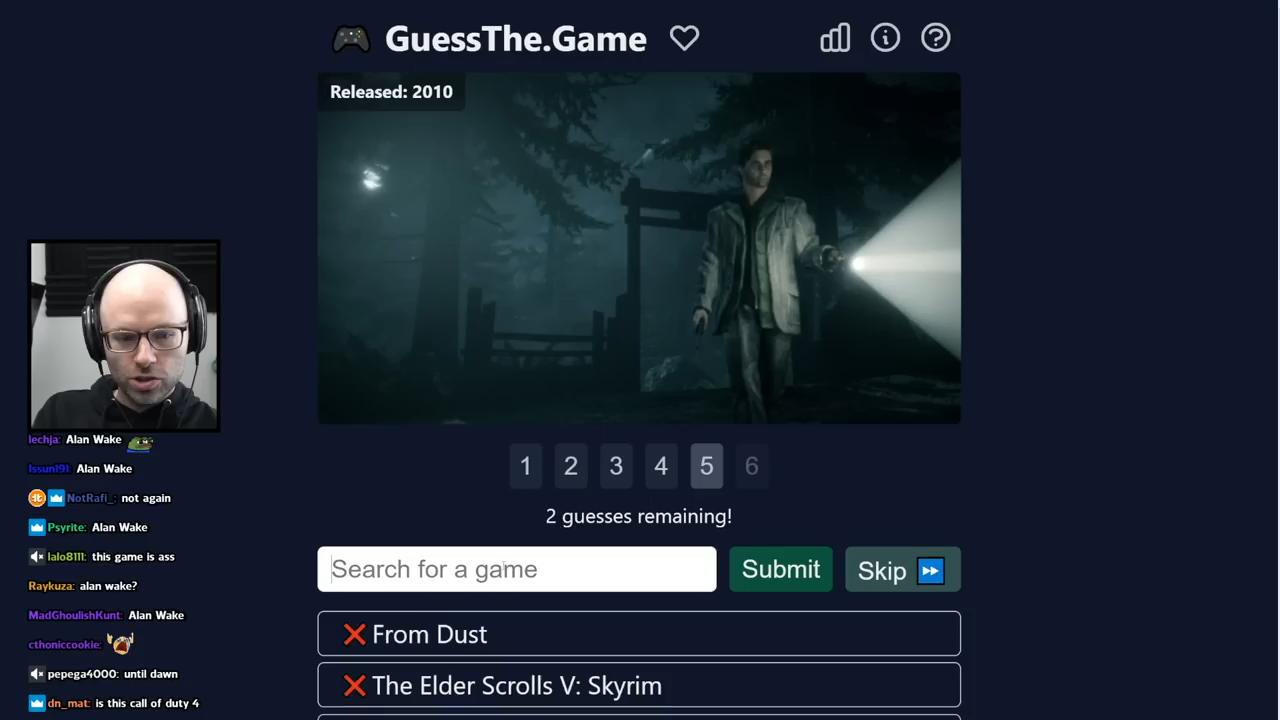 GuessThe.Game
Released: 2010
1 2 3 4 5 6
2 guesses remaining!
Search for a game
Submit
Skip
From Dust
The Elder Scrolls V: Skyrim
lechja: Alan Wake
Issun191: Alan Wake
NotRafi_: not again
Psyrite: Alan Wake
lalo8111: this game is ass
Raykuza: alan wake?
MadGhoulishKunt: Alan Wake
cthoniccookie:
pepega4000: until dawn
dn_mat: is this call of duty 4